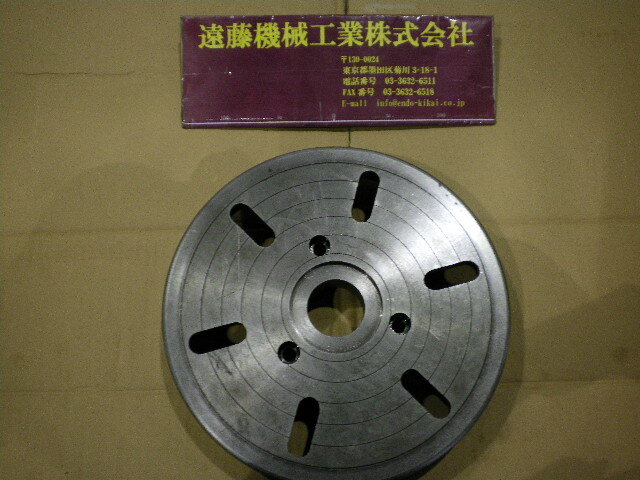 遠藤機械工業株式会社
〒130-0024
東京都墨田区菊川3-18-1
電話番号 03-3632-6511
FAX番号 03-3632-6518
E-mail info@endo-kikai.co.jp